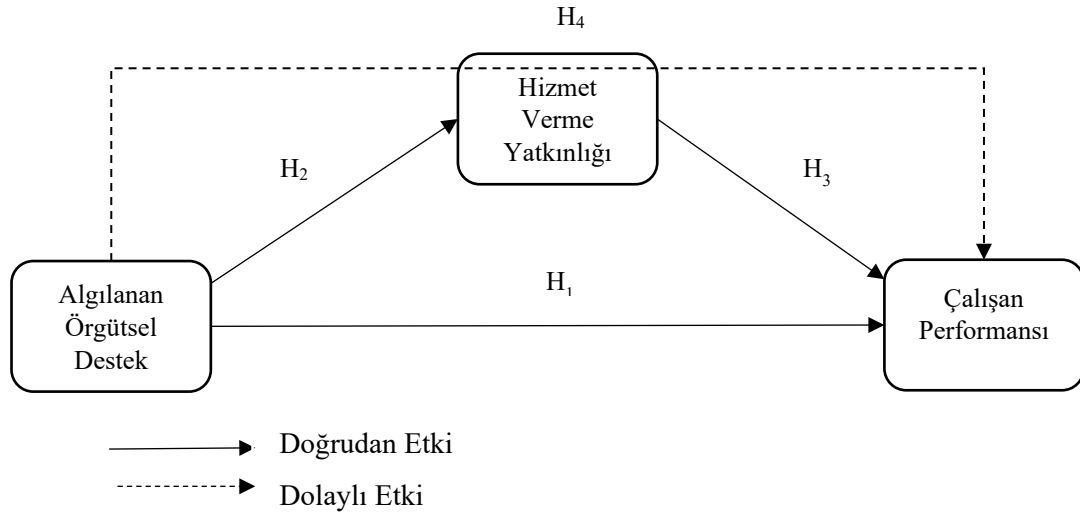 H₄
Hizmet
Verme
Yatkınlığı
H₂
H₃
Algılanan
Örgütsel
Destek
H₁
Çalışan
Performansı
Doğrudan Etki
Dolaylı Etki